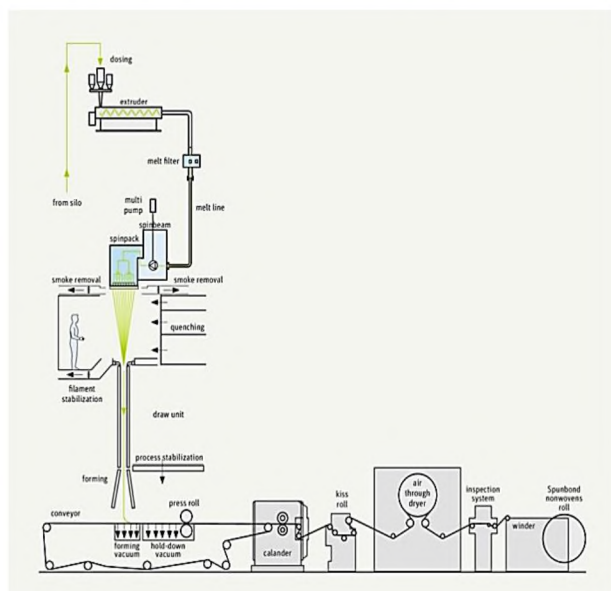 dosing
extruder
melt filter
from silo
multi
pump
melt line
spinbeam
spinpack
smoke removal
smoke removal
quenching
filament
stabilization
draw unit
process stabilization
forming
press roll
conveyor
forming
vacuum
hold-down
vacuum
calander
kiss
roll
air
through
dryer
inspection
system
Spunbond
nonwovens
roll
winder